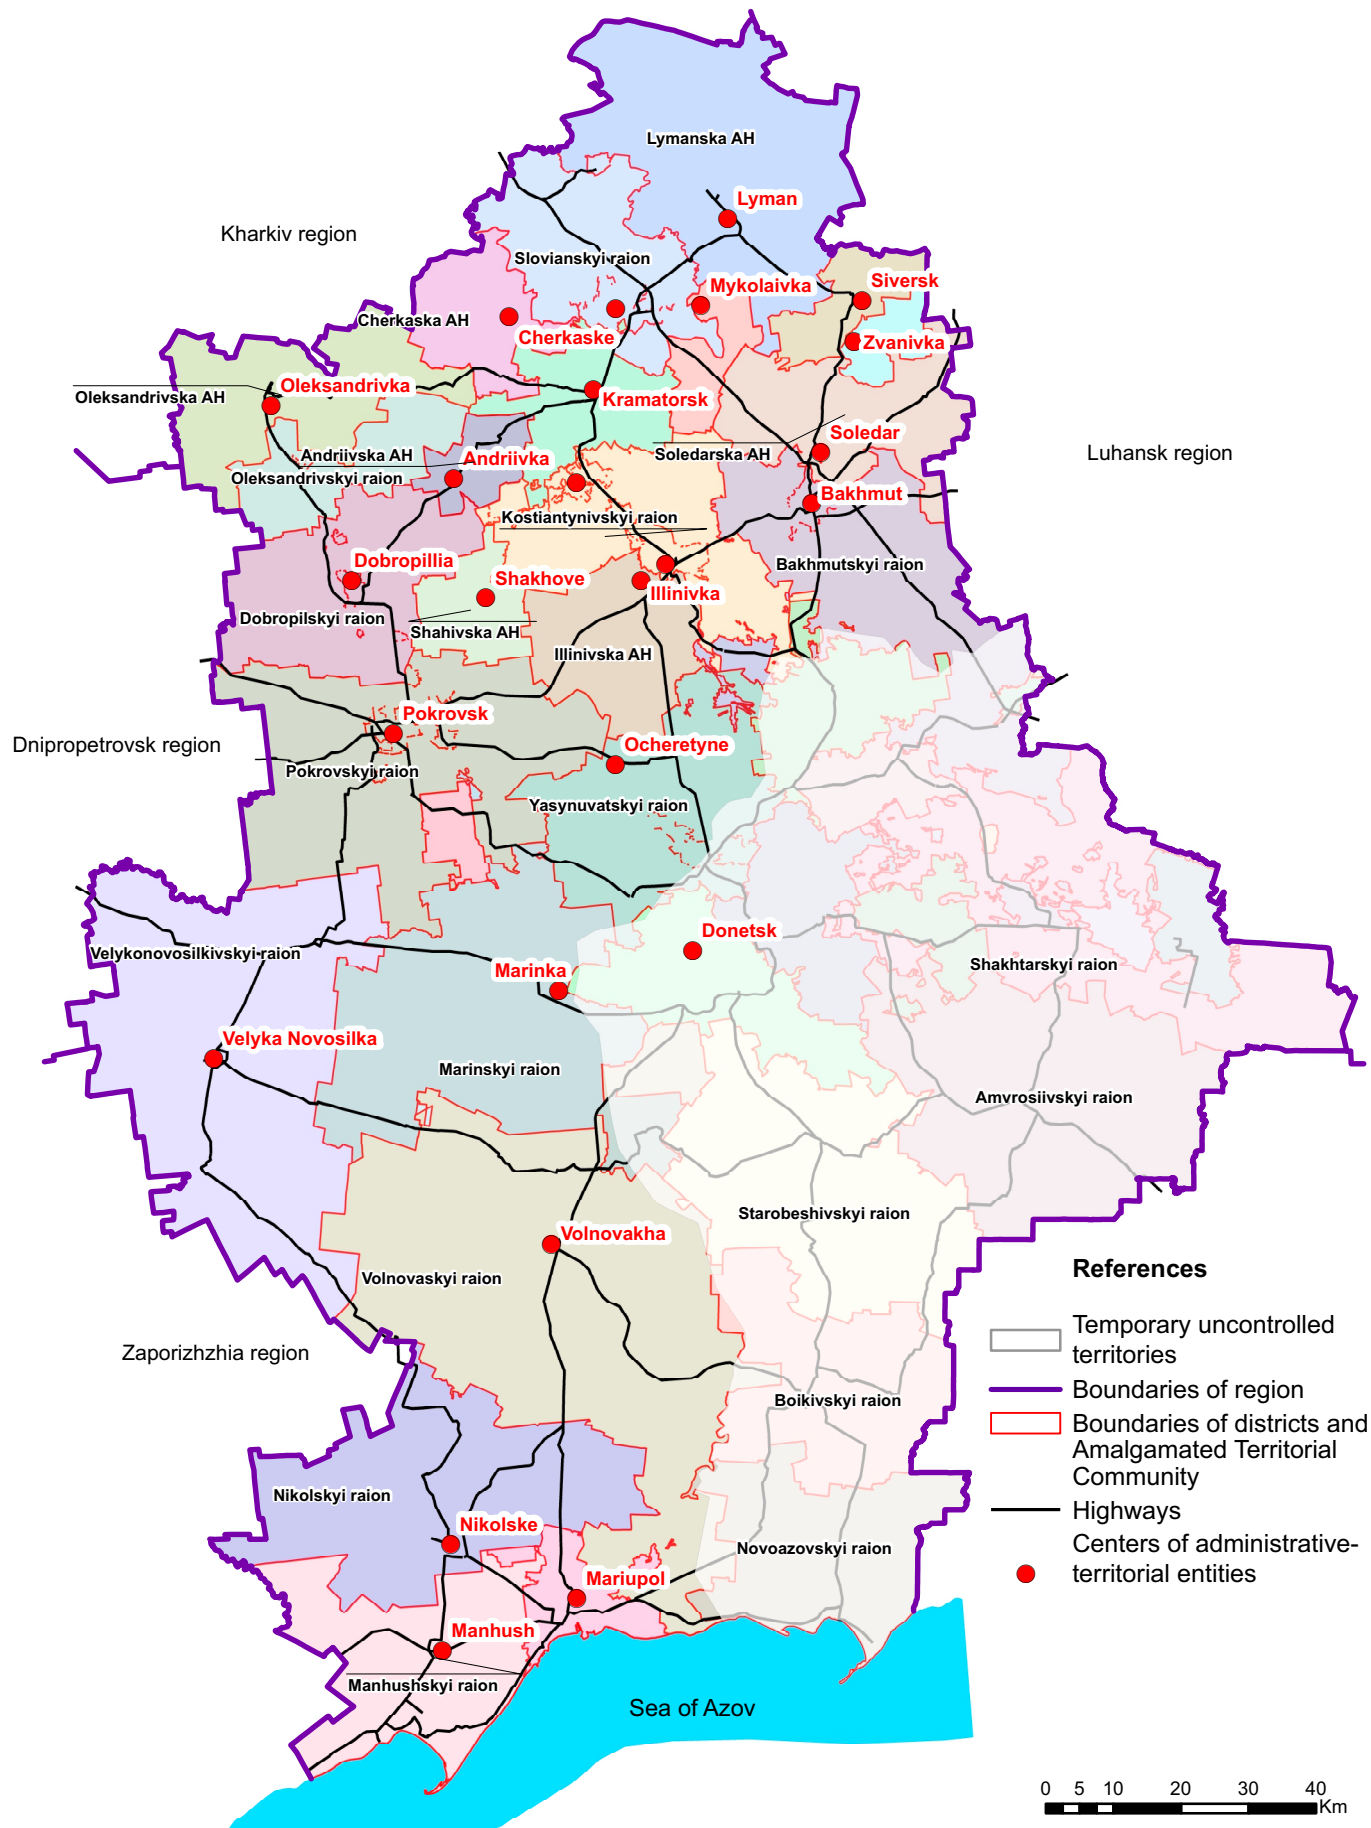 Lymanska AH
Lyman
Kharkiv region
Slovianskyi raion
Siversk
Mykolaivka
Cherkaska AH
Cherkaske
Zvanivka
Oleksandrivka
Oleksandrivska AH
Kramatorsk
Soledar
Andriivska AH
Soledarska AH
Luhansk region
Andriivka
Oleksandrivskyi raion
Bakhmut
Kostiantynivskyi raion
Dobropillia
Bakhmutskyi raion
Shakhove
Illinivka
Dobropilskyi raion
Shahivska AH
Illinivska AH
Pokrovsk
Dnipropetrovsk region
Ocheretyne
Pokrovskyi raion
Yasynuvatskyi raion
Donetsk
Velykonovosilkivskyi raion
Marinka
Shakhtarskyi raion
Velyka Novosilka
Marinskyi raion
Amvrosiivskyi raion
Starobeshivskyi raion
Volnovakha
Volnovaskyi raion
Zaporizhzhia region
Boikivskyi raion
Nikolskyi raion
Nikolske
Novoazovskyi raion
Mariupol
Manhush
Manhushskyi raion
Sea of Azov
References
Temporary uncontrolled
territories
Boundaries of region
Boundaries of districts and
Amalgamated Territorial
Community
Highways
Centers of administrative-
territorial entities
0 5 10 20 30 40
Km